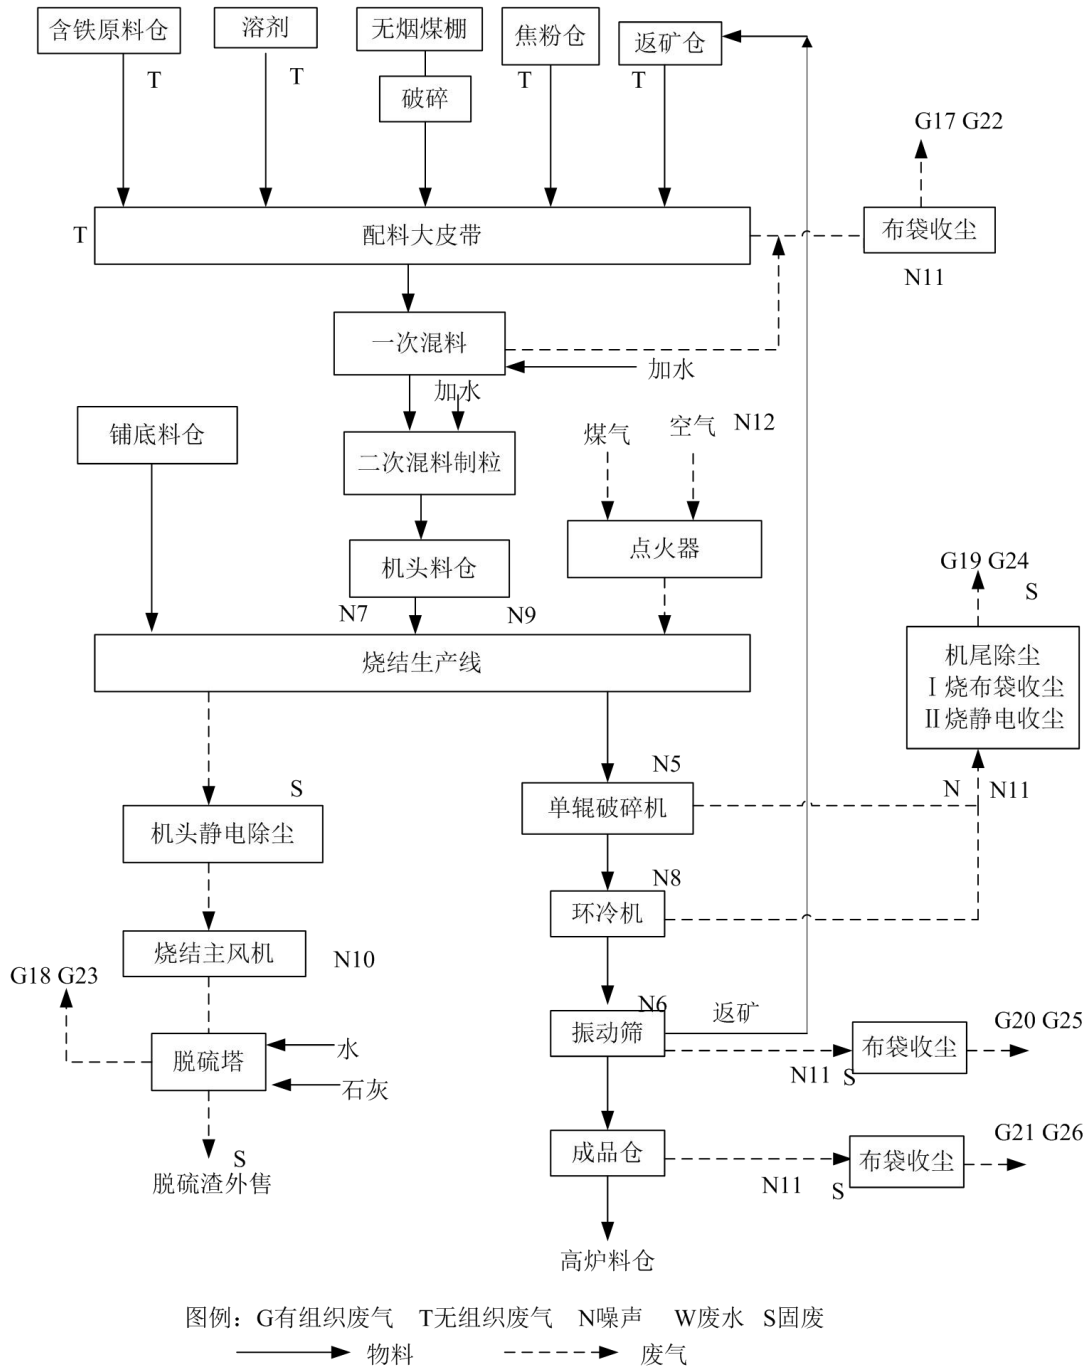 含铁原料仓
溶剂
无烟煤棚
焦粉仓
返矿仓
T
T
破碎
T
T
G17 G22
T
配料大皮带
布袋收尘
N11
一次混料
加水
加水
铺底料仓
二次混料制粒
煤气
空气
N12
点火器
机头料仓
N7
N9
G19 G24
S
烧结生产线
机尾除尘
Ⅰ烧布袋收尘
Ⅱ烧静电收尘
N5
S
N
N11
机头静电除尘
单辊破碎机
N8
环冷机
烧结主风机
N10
G18 G23
N6
返矿
振动筛
布袋收尘
G20 G25
N11
S
脱硫塔
水
石灰
S
脱硫渣外售
成品仓
布袋收尘
G21 G26
N11
S
高炉料仓
图例：G有组织废气 T无组织废气 N噪声 W废水 S固废
物料 废气